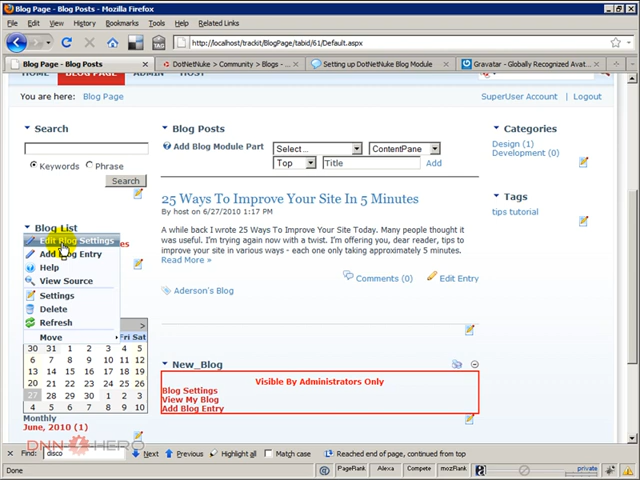 Blog Page - Blog Posts - Mozilla Firefox
File Edit View History Bookmarks Tools Help Related Links
TAG
http://localhost/trackit/BlogPage/tabid/61/Default.aspx
Blog Page - Blog Posts
DotNetNuke > Community > Blogs - ...
Setting up DotNetNuke Blog Module
Gravatar - Globally Recognized Avat...
HOME BLOG PAGE ADMIN HOST
You are here: Blog Page
SuperUser Account | Logout
Search
Keywords Phrase
Search
Blog List
Edit Blog Settings
Add Blog Entry
Help
View Source
Settings
Delete
Refresh
Move
>
Fri Sat
30 31 1 2 3 4 5
6 7 8 9 10 11 12
13 14 15 16 17 18 19
20 21 22 23 24 25 26
27 28 29 30 1 2 3
4 5 6 7 8 9 10
Monthly
June, 2010 (1)
DNN HERO
Blog Posts
Add Blog Module Part
Select...
ContentPane
Top
Title
Add
25 Ways To Improve Your Site In 5 Minutes
By host on 6/27/2010 1:17 PM
A while back I wrote 25 Ways To Improve Your Site Today. Many people thought it
was useful. I'm trying again now with a twist. I'm offering you, dear reader, tips to
improve your site in various ways - each one only taking approximately 5 minutes.
Read More »
Comments (0) Edit Entry
Aderson's Blog
New_Blog
Visible By Administrators Only
Blog Settings
View My Blog
Add Blog Entry
Categories
Design (1)
Development (0)
Tags
tips tutorial
Find: disco
Next Previous Highlight all Match case Reached end of page, continued from top
Done
PageRank Alexa Compete mozRank
private